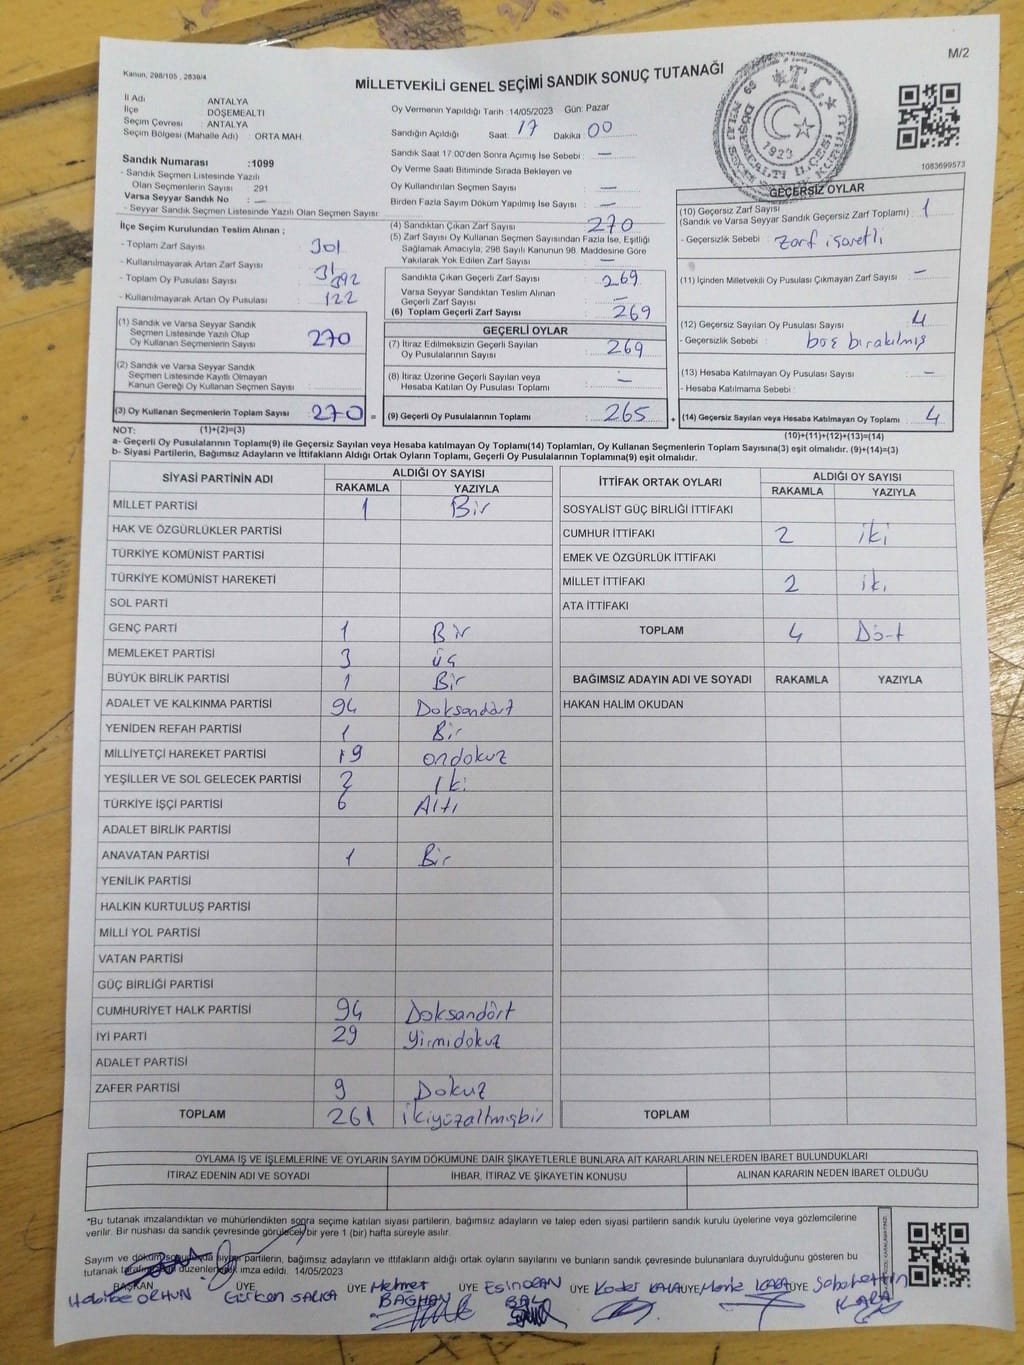 M/2
Kanun, 298/105 , 2839/4
MİLLETVEKİLİ GENEL SEÇİMİ SANDIK SONUÇ TUTANAĞI
İl Adı ANTALYA
İlçe DÖŞEMEALTI
Seçim Çevresi : ANTALYA
Seçim Bölgesi (Mahalle Adı) : ORTA MAH.
Sandık Numarası :1099
- Sandık Seçmen Listesinde Yazılı
Olan Seçmenlerin Sayısı : 291
Varsa Seyyar Sandık No : —
- Seyyar Sandık Seçmen Listesinde Yazılı Olan Seçmen Sayısı:
Oy Vermenin Yapıldığı Tarih :14/05/2023 Gün: Pazar
Sandığın Açıldığı Saat: 17 Dakika: 00
Sandık Saat 17:00'den Sonra Açımış İse Sebebi : —
Oy Verme Saati Bitiminde Sırada Bekleyen ve
Oy Kullandırılan Seçmen Sayısı : —
Birden Fazla Sayım Döküm Yapılmış İse Sayısı : —
T.C.
1923
1083699573
İlçe Seçim Kurulundan Teslim Alınan ;
- Toplam Zarf Sayısı : 301
- Kullanılmayarak Artan Zarf Sayısı : 31
- Toplam Oy Pusulası Sayısı : 392
- Kullanılmayarak Artan Oy Pusulası : 122
(1) Sandık ve Varsa Seyyar Sandık
Seçmen Listesinde Yazılı Olup
Oy Kullanan Seçmenlerin Sayısı : 270
(2) Sandık ve Varsa Seyyar Sandık
Seçmen Listesinde Kayıtlı Olmayan
Kanun Gereği Oy Kullanan Seçmen Sayısı :
(3) Oy Kullanan Seçmenlerin Toplam Sayısı : 270 =
(4) Sandıktan Çıkan Zarf Sayısı : 270
(5) Zarf Sayısı Oy Kullanan Seçmen Sayısından Fazla İse, Eşitliği
Sağlamak Amacıyla, 298 Sayılı Kanunun 98. Maddesine Göre
Yakılarak Yok Edilen Zarf Sayısı : —
Sandıkta Çıkan Geçerli Zarf Sayısı : 269
Varsa Seyyar Sandıktan Teslim Alınan
Geçerli Zarf Sayısı : —
(6) Toplam Geçerli Zarf Sayısı : 269
GEÇERLİ OYLAR
(7) İtiraz Edilmeksizin Geçerli Sayılan
Oy Pusulalarının Sayısı : 269
(8) İtiraz Üzerine Geçerli Sayılan veya
Hesaba Katılan Oy Pusulası Toplamı : —
(9) Geçerli Oy Pusulalarının Toplamı : 265 +
GEÇERSİZ OYLAR
(10) Geçersiz Zarf Sayısı
(Sandık ve Varsa Seyyar Sandık Geçersiz Zarf Toplamı) : 1
- Geçersizlik Sebebi : Zarf işaretli
(11) İçinden Milletvekili Oy Pusulası Çıkmayan Zarf Sayısı : —
(12) Geçersiz Sayılan Oy Pusulası Sayısı : 4
- Geçersizlik Sebebi : boş bırakılmış
(13) Hesaba Katılmayan Oy Pusulası Sayısı : —
- Hesaba Katılmama Sebebi :
(14) Geçersiz Sayılan veya Hesaba Katılmayan Oy Toplamı : 4
NOT: (1)+(2)=(3) (10)+(11)+(12)+(13)=(14)
a- Geçerli Oy Pusulalarının Toplamı(9) ile Geçersiz Sayılan veya Hesaba katılmayan Oy Toplamı(14) Toplamları, Oy Kullanan Seçmenlerin Toplam Sayısına(3) eşit olmalıdır. (9)+(14)=(3)
b- Siyasi Partilerin, Bağımsız Adayların ve İttifakların Aldığı Ortak Oyların Toplamı, Geçerli Oy Pusulalarının Toplamına(9) eşit olmalıdır.
SİYASİ PARTİNİN ADI ALDIĞI OY SAYISI
RAKAMLA YAZIYLA
MİLLET PARTİSİ 1 Bir
HAK VE ÖZGÜRLÜKLER PARTİSİ
TÜRKİYE KOMÜNİST PARTİSİ
TÜRKİYE KOMÜNİST HAREKETİ
SOL PARTİ
GENÇ PARTİ 1 Bir
MEMLEKET PARTİSİ 3 üç
BÜYÜK BİRLİK PARTİSİ 1 Bir
ADALET VE KALKINMA PARTİSİ 94 Doksandört
YENİDEN REFAH PARTİSİ 1 Bir
MİLLİYETÇİ HAREKET PARTİSİ 19 ondokuz
YEŞİLLER VE SOL GELECEK PARTİSİ 2 İki
TÜRKİYE İŞÇİ PARTİSİ 6 Altı
ADALET BİRLİK PARTİSİ
ANAVATAN PARTİSİ 1 Bir
YENİLİK PARTİSİ
HALKIN KURTULUŞ PARTİSİ
MİLLİ YOL PARTİSİ
VATAN PARTİSİ
GÜÇ BİRLİĞİ PARTİSİ
CUMHURİYET HALK PARTİSİ 94 Doksandört
İYİ PARTİ 29 yirmidokuz
ADALET PARTİSİ
ZAFER PARTİSİ 9 Dokuz
TOPLAM 261 ikiyüzaltmışbir
İTTİFAK ORTAK OYLARI ALDIĞI OY SAYISI
RAKAMLA YAZIYLA
SOSYALİST GÜÇ BİRLİĞİ İTTİFAKI
CUMHUR İTTİFAKI 2 iki
EMEK VE ÖZGÜRLÜK İTTİFAKI
MİLLET İTTİFAKI 2 iki
ATA İTTİFAKI
TOPLAM 4 Dört
BAĞIMSIZ ADAYIN ADI VE SOYADI RAKAMLA YAZIYLA
HAKAN HALİM OKUDAN
TOPLAM
OYLAMA İŞ VE İŞLEMLERİNE VE OYLARIN SAYIM DÖKÜMÜNE DAİR ŞİKAYETLERLE BUNLARA AİT KARARLARIN NELERDEN İBARET BULUNDUKLARI
İTİRAZ EDENİN ADI VE SOYADI İHBAR, İTİRAZ VE ŞİKAYETİN KONUSU ALINAN KARARIN NEDEN İBARET OLDUĞU
*Bu tutanak imzalandıktan ve mühürlendikten sonra seçime katılan siyasi partilerin, bağımsız adayların ve talep eden siyasi partilerin sandık kurulu üyelerine veya gözlemcilerine
verilir. Bir nüshası da sandık çevresinde görülecek bir yere 1 (bir) hafta süreyle asılır.
Sayım ve döküm sonucunda siyasi partilerin, bağımsız adayların ve ittifakların aldığı ortak oyların sayılarını ve bunların sandık çevresinde bulunanlara duyrulduğunu gösteren bu
tutanak tarafımızdan düzenlenerek imza edildi. 14/05/2023
BAŞKAN ÜYE ÜYE ÜYE ÜYE ÜYE ÜYE
Habibe ORHUN Gürkan Mehmet BAĞHAN Esin ORAN BAL Kader KALA KARA Sabahettin KARA